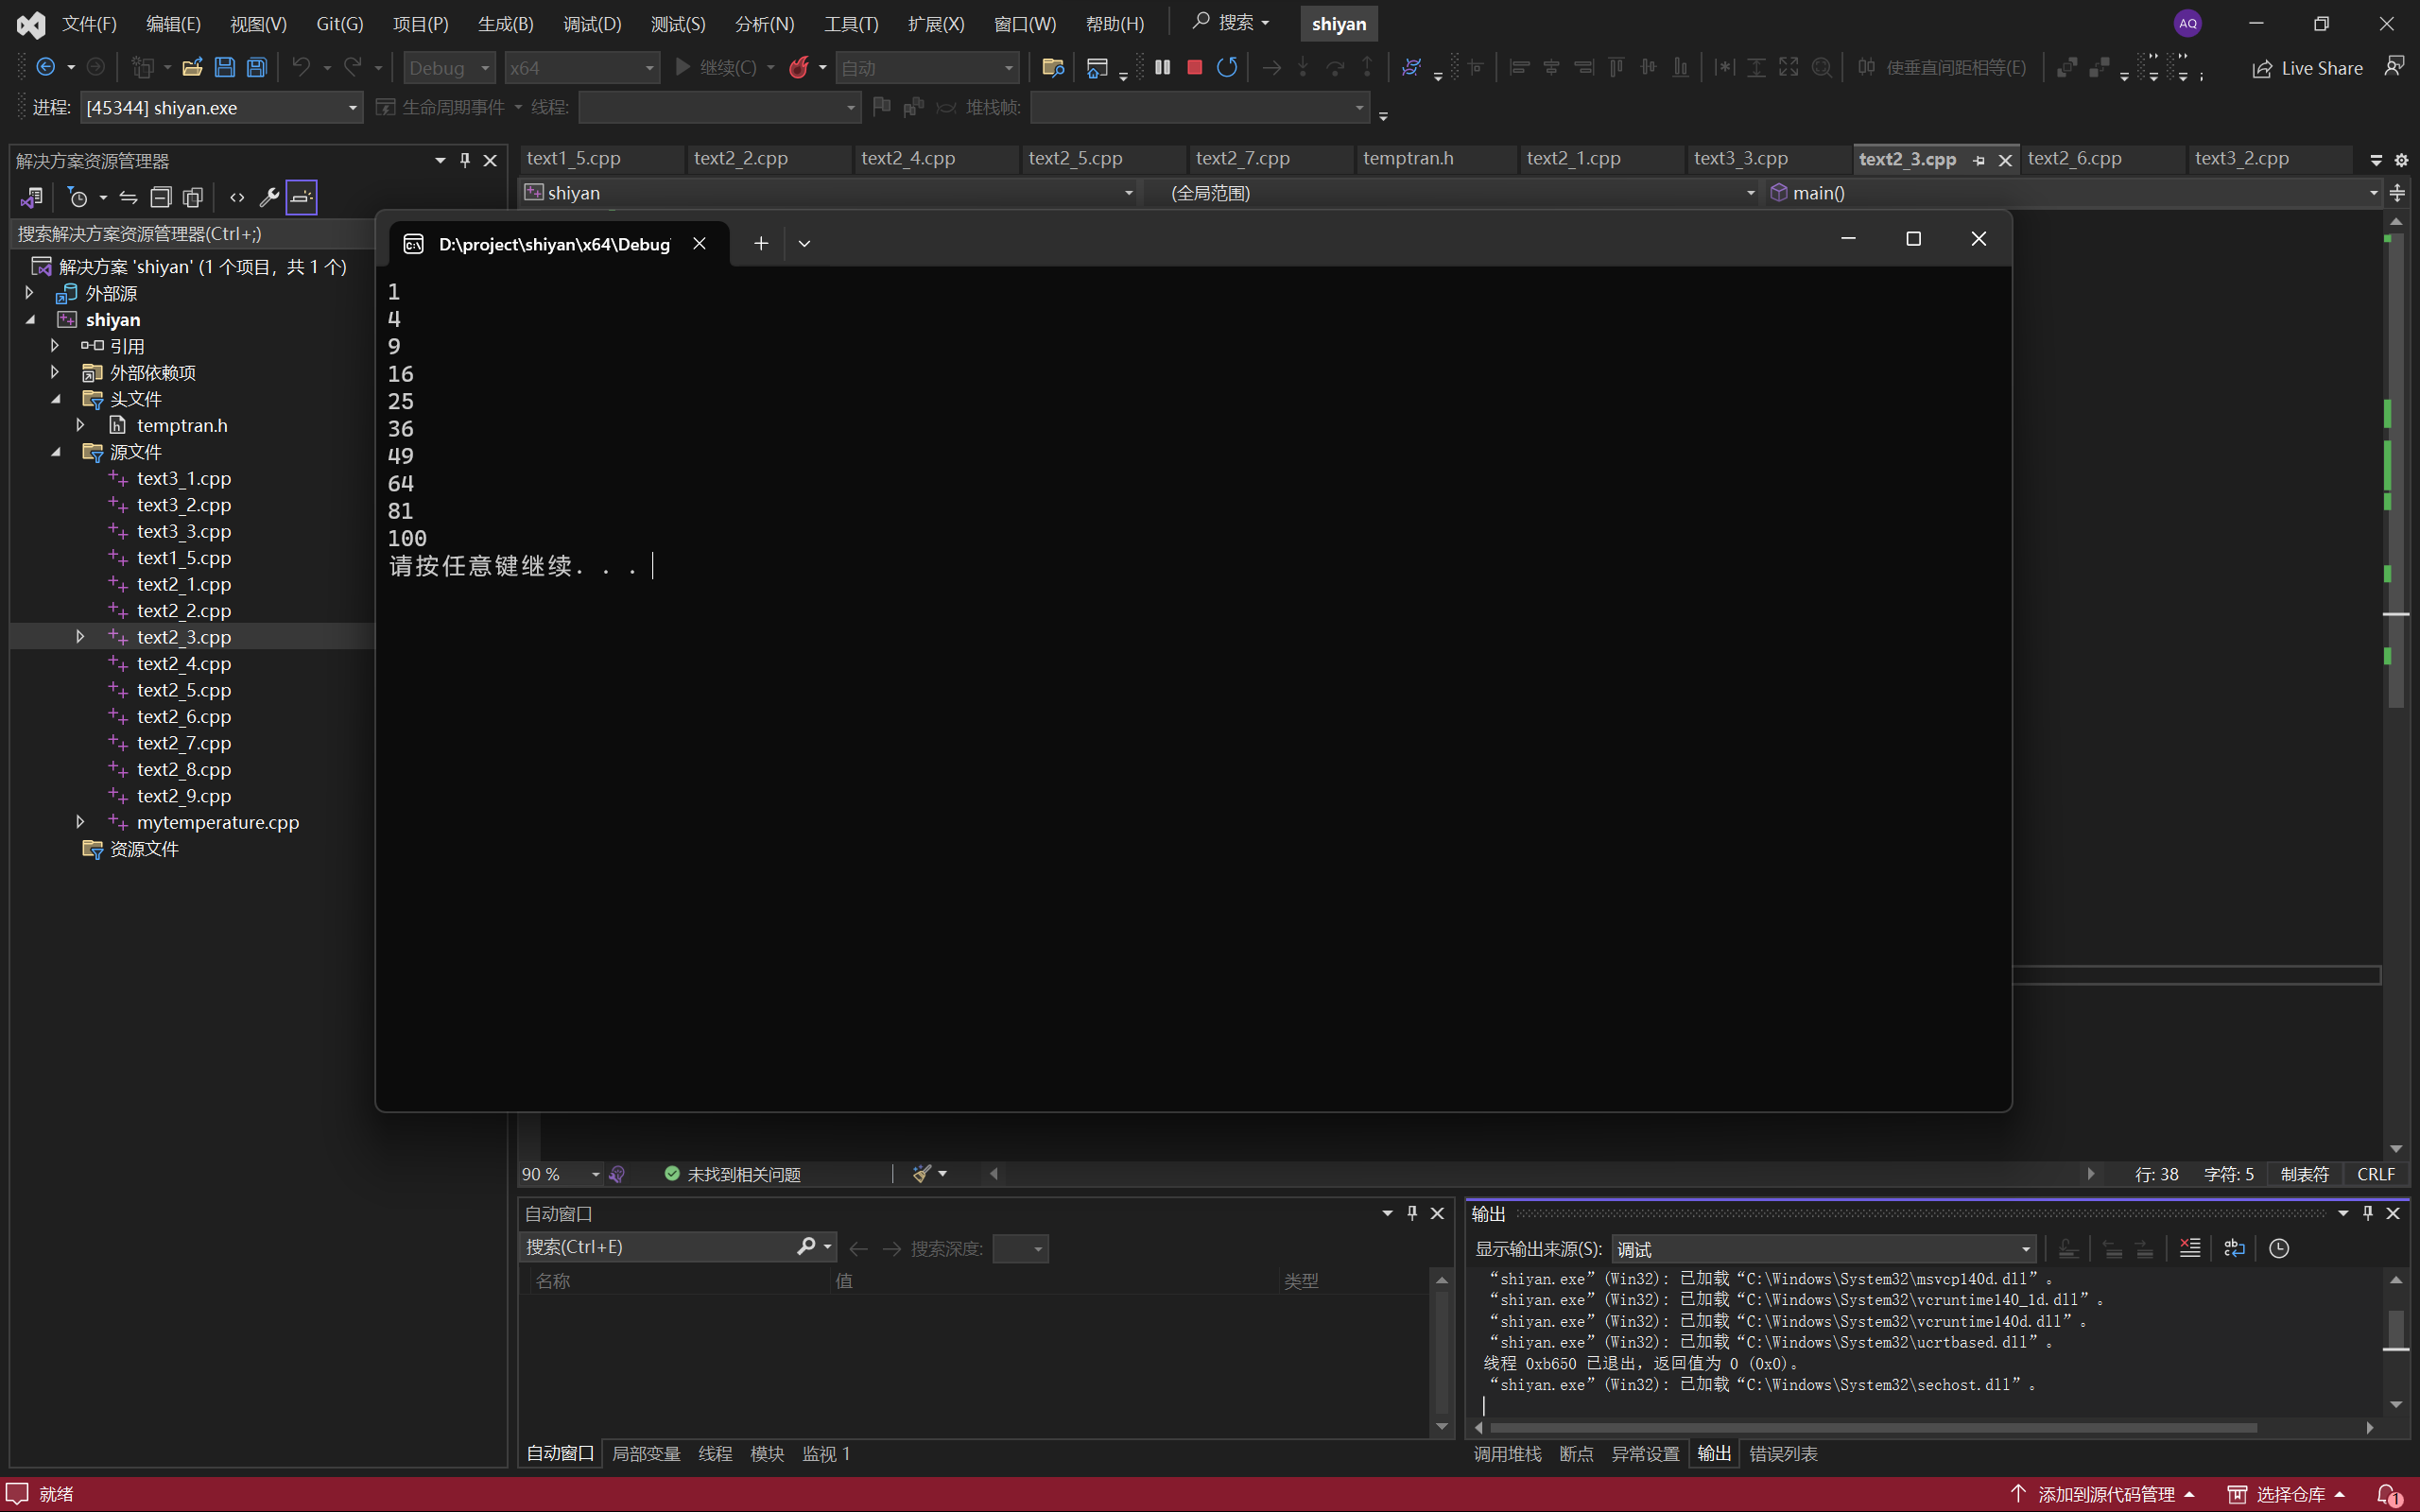 文件(F) 编辑(E) 视图(V) Git(G) 项目(P) 生成(B) 调试(D) 测试(S) 分析(N) 工具(T) 扩展(X) 窗口(W) 帮助(H) 搜索 shiyan AQ
Debug x64 继续(C) 自动 使垂直间距相等(E) Live Share
进程: [45344] shiyan.exe 生命周期事件 线程: 堆栈帧:
解决方案资源管理器
搜索解决方案资源管理器(Ctrl+;)
解决方案 'shiyan' (1 个项目，共 1 个)
外部源
shiyan
引用
外部依赖项
头文件
temptran.h
源文件
text3_1.cpp
text3_2.cpp
text3_3.cpp
text1_5.cpp
text2_1.cpp
text2_2.cpp
text2_3.cpp
text2_4.cpp
text2_5.cpp
text2_6.cpp
text2_7.cpp
text2_8.cpp
text2_9.cpp
mytemperature.cpp
资源文件
text1_5.cpp text2_2.cpp text2_4.cpp text2_5.cpp text2_7.cpp temptran.h text2_1.cpp text3_3.cpp text2_3.cpp text2_6.cpp text3_2.cpp
shiyan (全局范围) main()
D:\project\shiyan\x64\Debug
1
4
9
16
25
36
49
64
81
100
请按任意键继续. . .
90 % 未找到相关问题 行: 38 字符: 5 制表符 CRLF
自动窗口
搜索(Ctrl+E) 搜索深度:
名称 值 类型
自动窗口 局部变量 线程 模块 监视 1
输出
显示输出来源(S): 调试
“shiyan.exe” (Win32): 已加载“C:\Windows\System32\msvcp140d.dll”。
“shiyan.exe” (Win32): 已加载“C:\Windows\System32\vcruntime140_1d.dll”。
“shiyan.exe” (Win32): 已加载“C:\Windows\System32\vcruntime140d.dll”。
“shiyan.exe” (Win32): 已加载“C:\Windows\System32\ucrtbased.dll”。
线程 0xb650 已退出，返回值为 0 (0x0)。
“shiyan.exe” (Win32): 已加载“C:\Windows\System32\sechost.dll”。
调用堆栈 断点 异常设置 输出 错误列表
就绪 添加到源代码管理 选择仓库 1